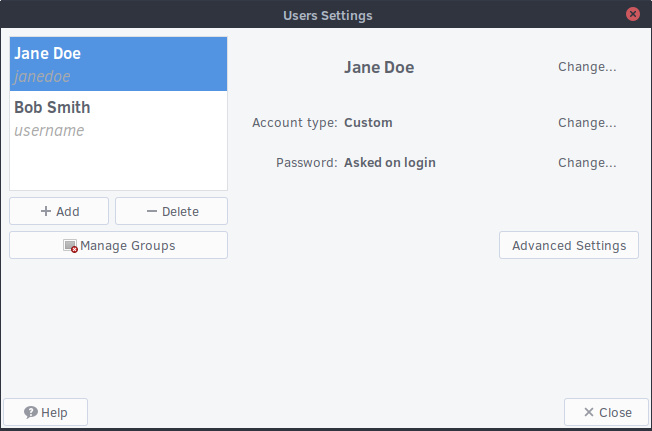 Users Settings
Jane Doe
janedoe
Bob Smith
username
Add
Delete
Manage Groups
Jane Doe
Change...
Account type: Custom
Change...
Password: Asked on login
Change...
Advanced Settings
Help
Close